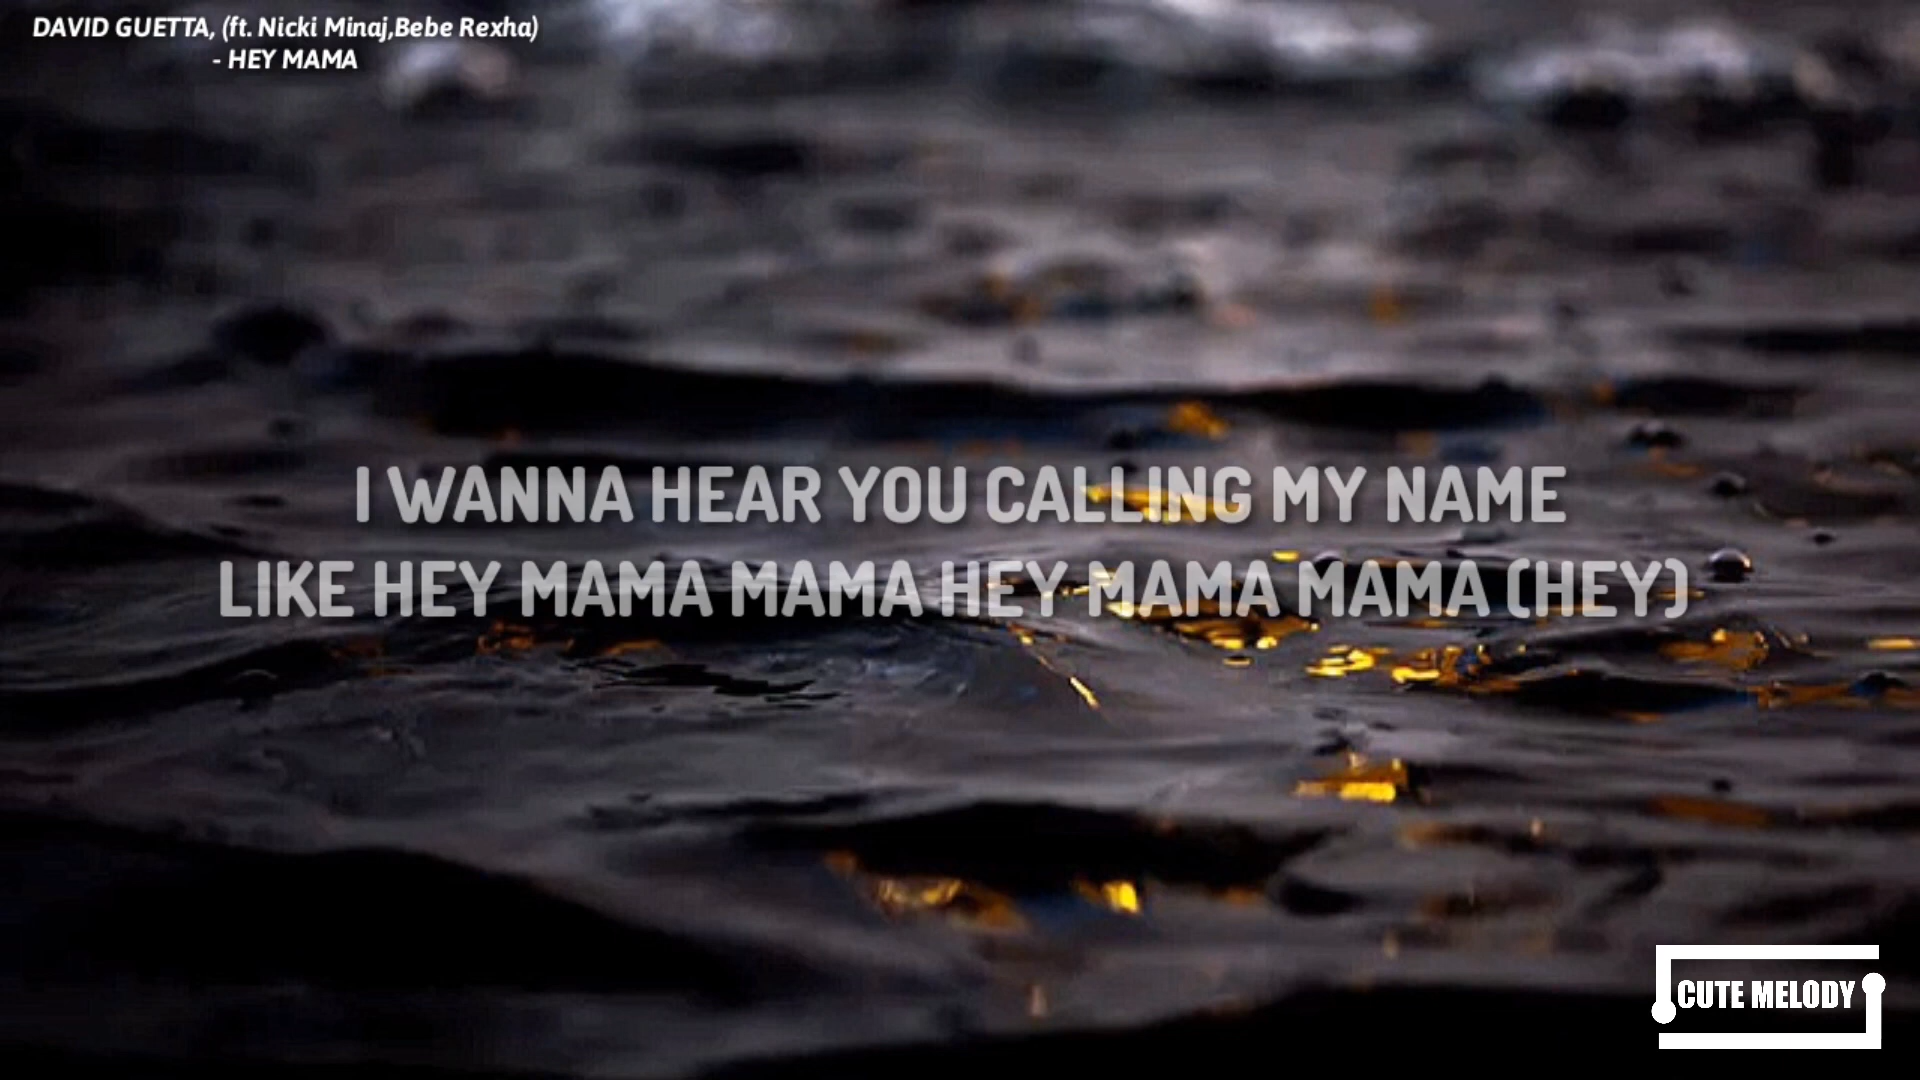 DAVID GUETTA, (ft. Nicki Minaj,Bebe Rexha)
- HEY MAMA
I WANNA HEAR YOU CALLING MY NAME
LIKE HEY MAMA MAMA HEY MAMA MAMA (HEY)
CUTE MELODY